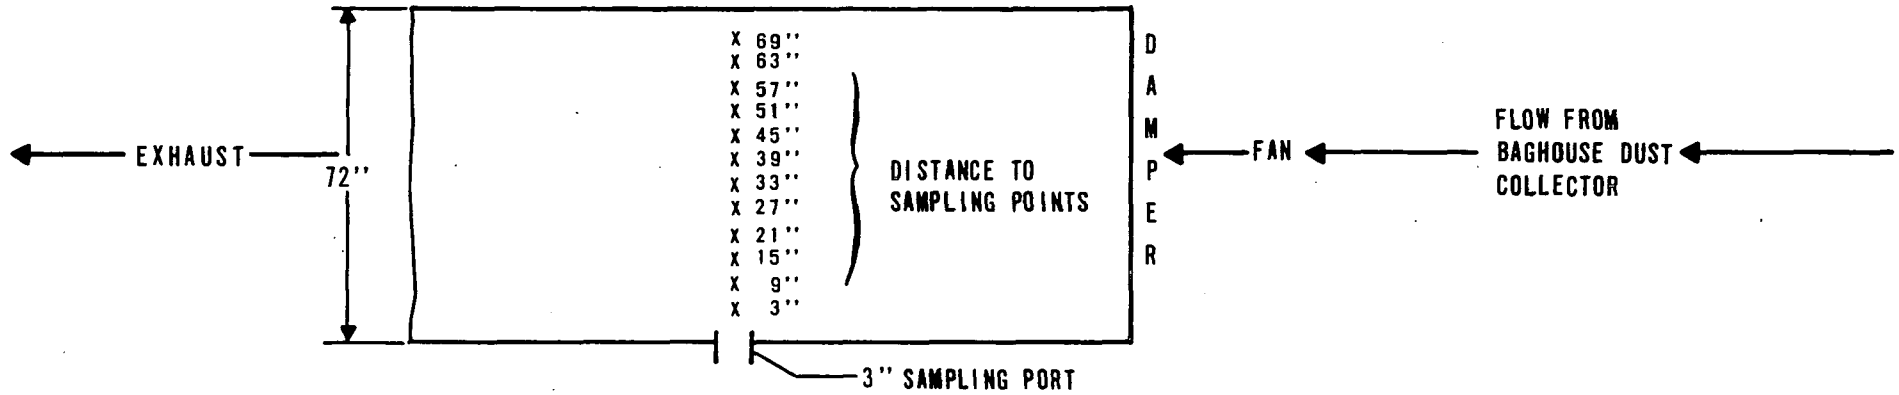 X 69''
X 63''
X 57''
X 51''
X 45''
X 39''
X 33''
X 27''
X 21''
X 15''
X 9''
X 3''
DISTANCE TO
SAMPLING POINTS
DAMPER
FAN
FLOW FROM
BAGHOUSE DUST
COLLECTOR
EXHAUST
72''
3'' SAMPLING PORT